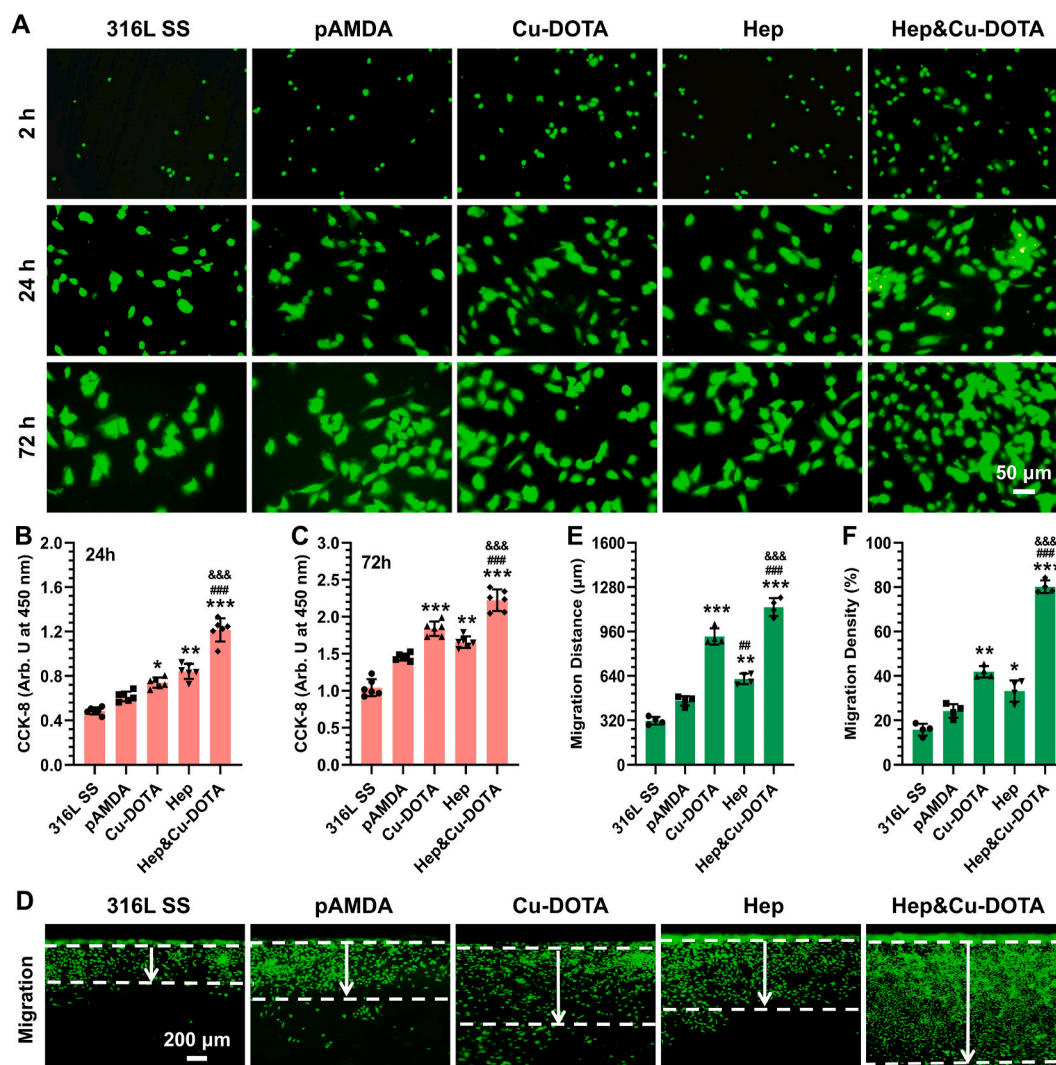 A
316L SS pAMDA Cu-DOTA Hep Hep&Cu-DOTA
2 h
24 h
72 h
50 µm
B
24h
CCK-8 (Arb. U at 450 nm)
2.0
1.6
1.2
0.8
0.4
0.0
*
**
&&&
###
***
316L SS
pAMDA
Cu-DOTA
Hep
Hep&Cu-DOTA
C
72h
CCK-8 (Arb. U at 450 nm)
3.0
2.5
2.0
1.5
1.0
0.5
0.0
***
**
&&&
###
***
316L SS
pAMDA
Cu-DOTA
Hep
Hep&Cu-DOTA
E
Migration Distance (µm)
1600
1280
960
640
320
0
***
##
**
&&&
###
***
316L SS
pAMDA
Cu-DOTA
Hep
Hep&Cu-DOTA
F
Migration Density (%)
100
80
60
40
20
0
**
*
&&&
###
***
316L SS
pAMDA
Cu-DOTA
Hep
Hep&Cu-DOTA
D
316L SS pAMDA Cu-DOTA Hep Hep&Cu-DOTA
Migration
200 µm